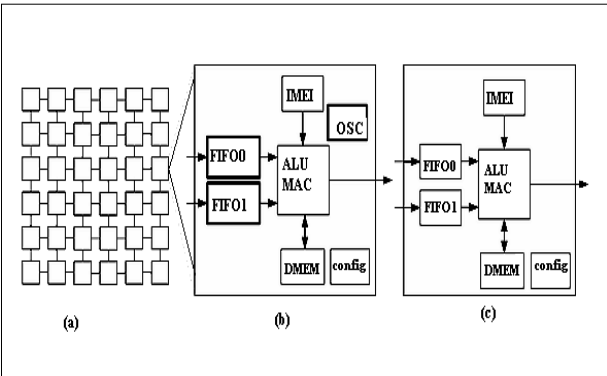 IMEI
OSC
FIFO0
ALU
MAC
FIFO1
DMEM
config
(b)
IMEI
FIFO0
ALU
MAC
FIFO1
DMEM
config
(c)
(a)